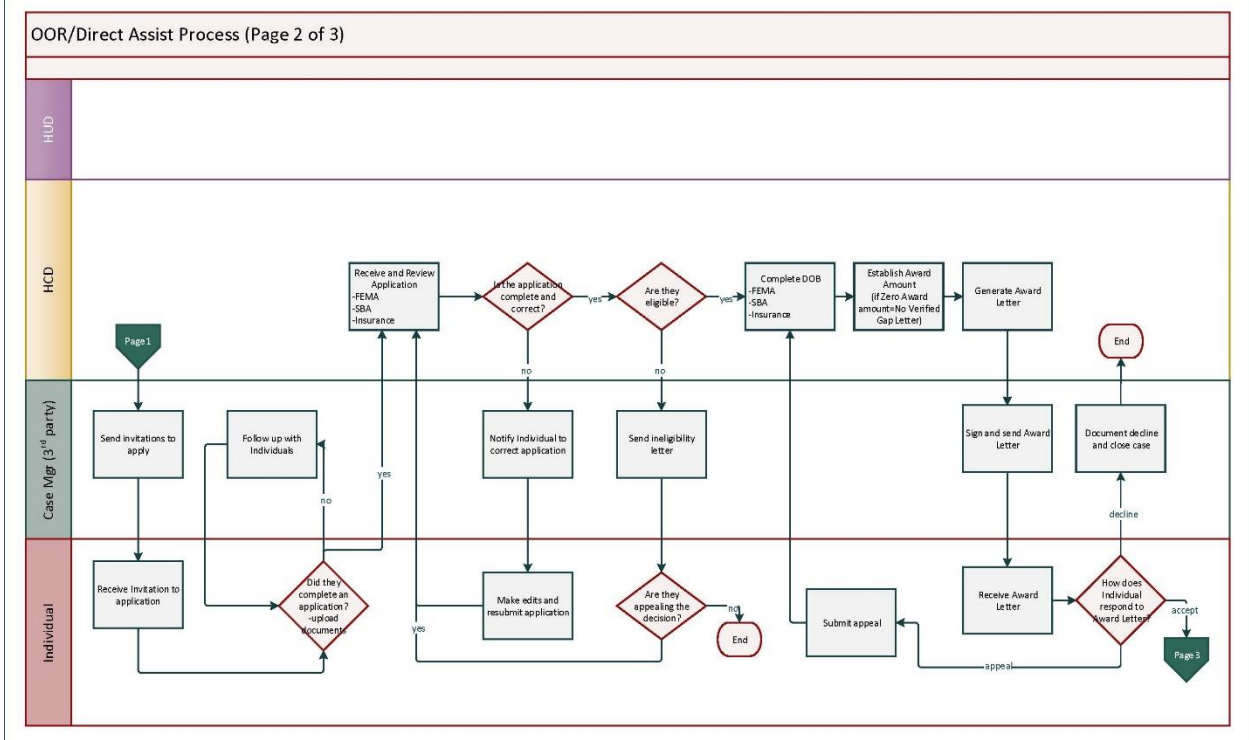 OOR/Direct Assist Process (Page 2 of 3)
HUD
HCD
Page 1
Receive and Review
Application
-FEMA
-SBA
-Insurance
Is the application
complete and
correct?
yes
no
Are they
eligible?
yes
no
Complete DOB
-FEMA
-SBA
-Insurance
Establish Award
Amount
(if Zero Award
amount=No Verified
Gap Letter)
Generate Award
Letter
End
Case Mgr (3rd party)
Send invitations to
apply
Follow up with
Individuals
no
yes
Notify Individual to
correct application
Send ineligibility
letter
Sign and send Award
Letter
Document decline
and close case
decline
Individual
Receive Invitation to
application
Did they
complete an
application?
-upload
documents
yes
Make edits and
resubmit application
Are they
appealing the
decision?
no
End
Submit appeal
appeal
Receive Award
Letter
How does
Individual
respond to
Award Letter?
accept
Page 3